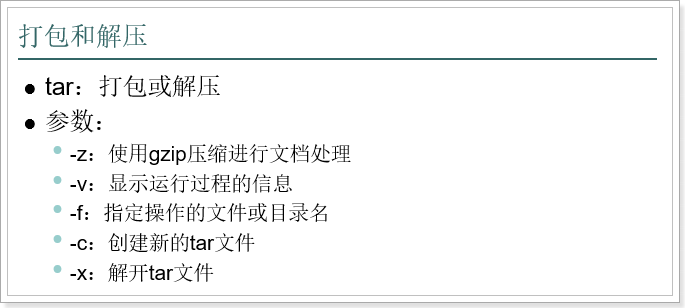 打包和解压
tar：打包或解压
参数：
-z：使用gzip压缩进行文档处理
-v：显示运行过程的信息
-f：指定操作的文件或目录名
-c：创建新的tar文件
-x：解开tar文件